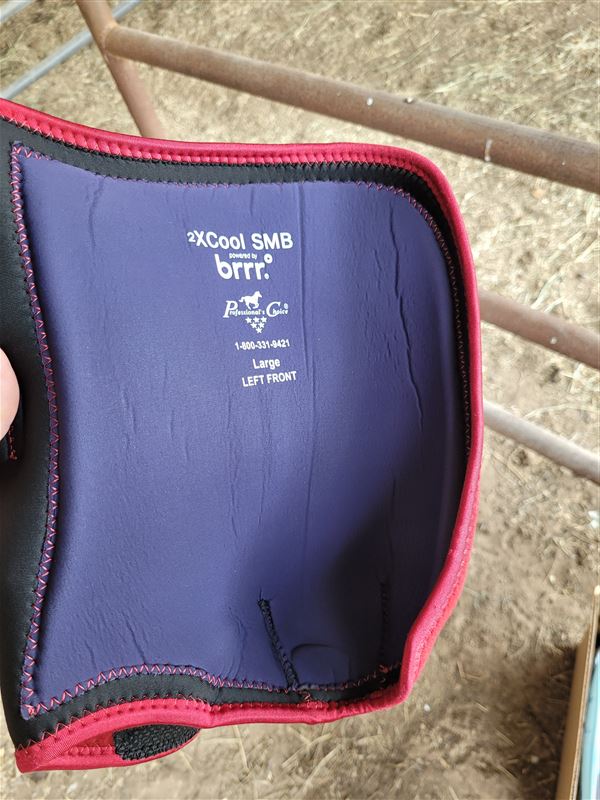 2XCool SMB
powered by
brrr.°
Professional's Choice®
1-800-331-9421
Large
LEFT FRONT